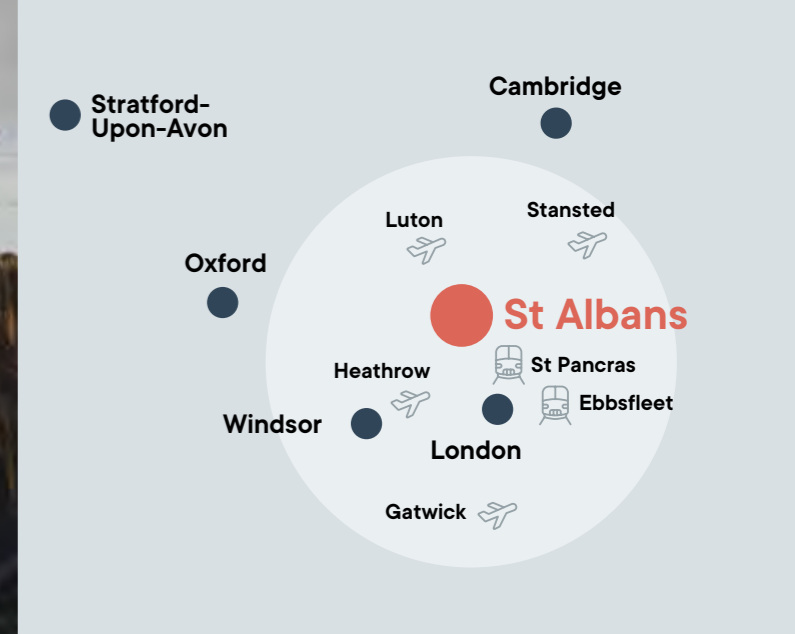 Cambridge
Stratford-
Upon-Avon
Luton
Stansted
Oxford
St Albans
St Pancras
Heathrow
Ebbsfleet
Windsor
London
Gatwick